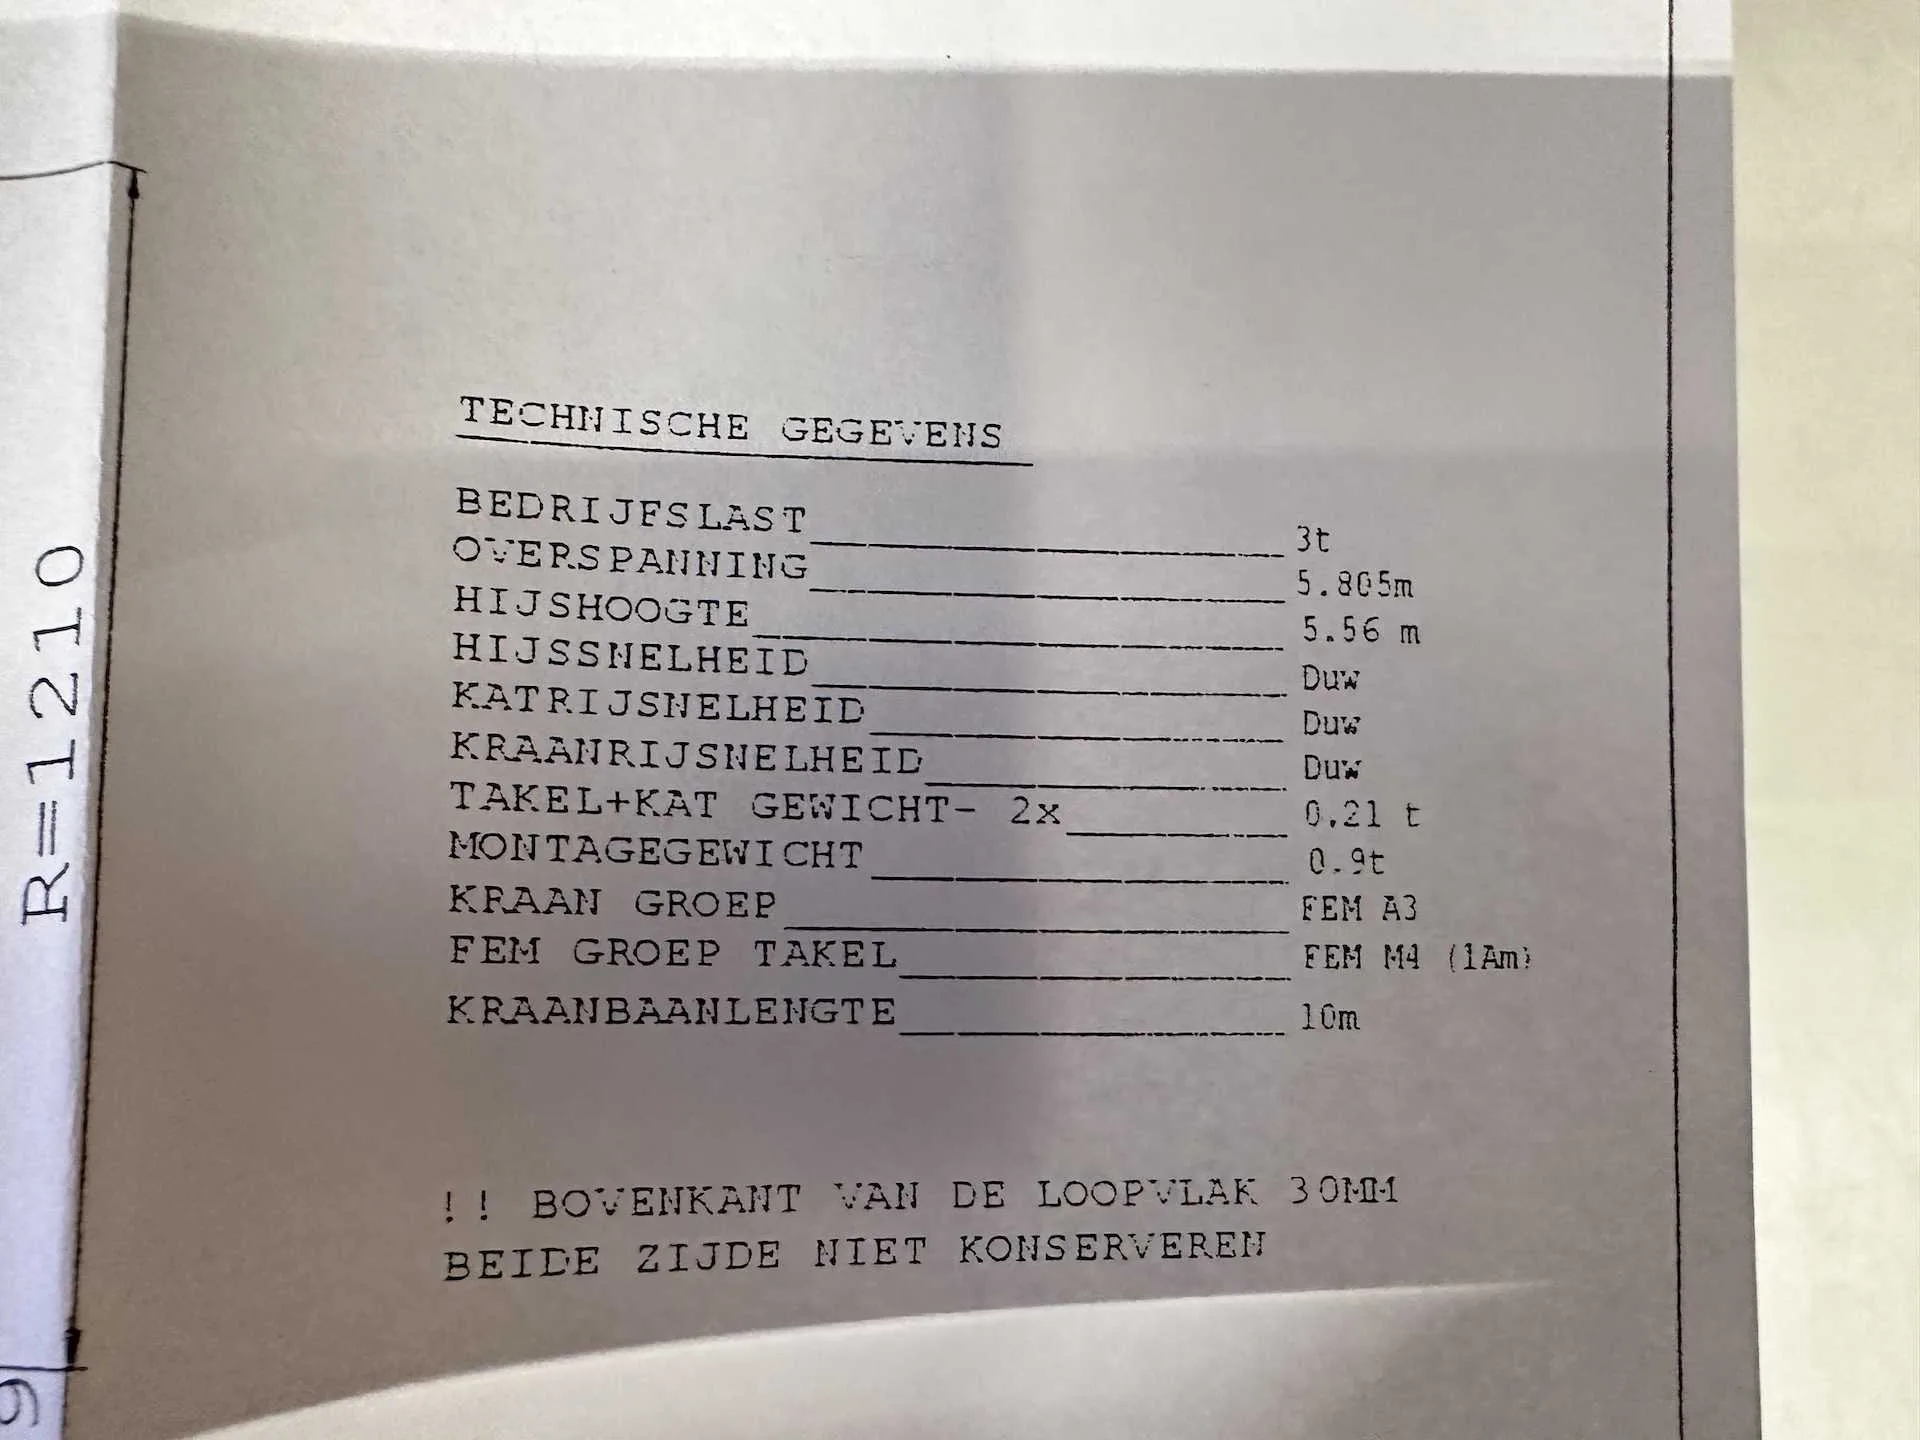 TECHNISCHE GEGEVENS
BEDRIJFSLAST 3t
OVERSPANNING 5.805m
HIJSHOOGTE 5.56 m
HIJSSNELHEID Duw
KATRIJSNELHEID Duw
KRAANRIJSNELHEID Duw
TAKEL+KAT GEWICHT- 2x 0.21 t
MONTAGEGEWICHT 0.9t
KRAAN GROEP FEM A3
FEM GROEP TAKEL FEM M4 (1Am)
KRAANBAANLENGTE 10m
!! BOVENKANT VAN DE LOOPVLAK 30MM
BEIDE ZIJDE NIET KONSERVEREN
R=1210